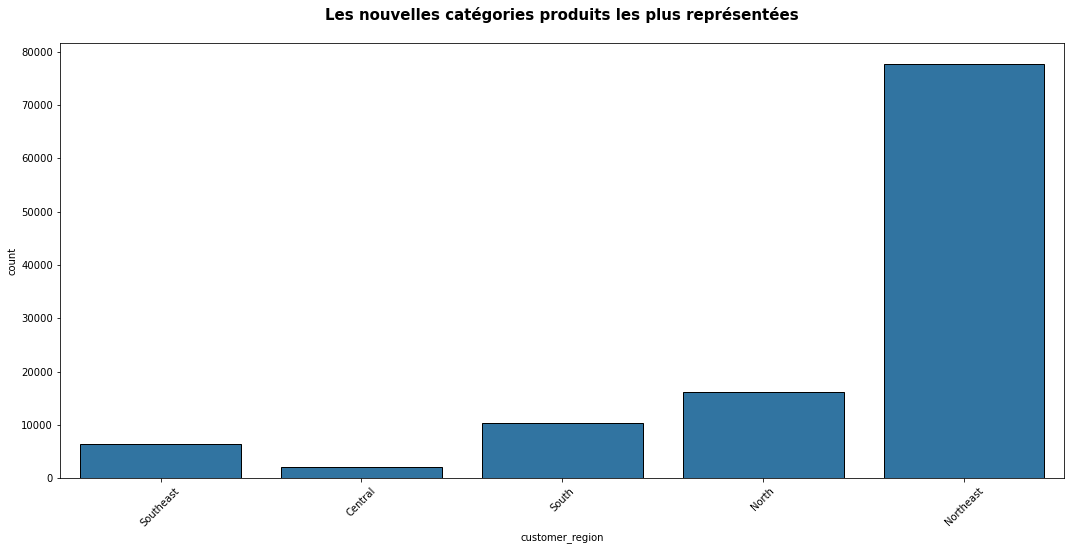 Les nouvelles catégories produits les plus représentées
80000
70000
60000
50000
40000
30000
20000
10000
0
count
Southeast
Central
South
North
Northeast
customer_region